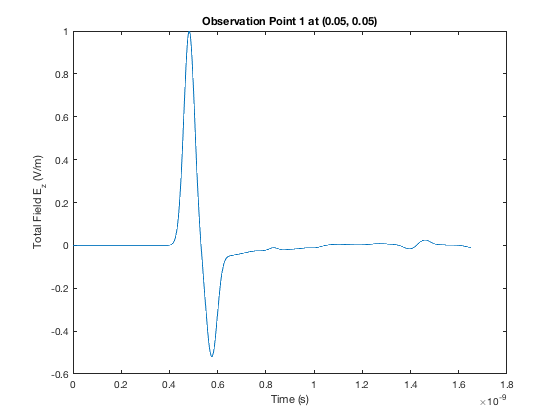 Observation Point 1 at (0.05, 0.05)
Total Field E_z (V/m)
1
0.8
0.6
0.4
0.2
0
-0.2
-0.4
-0.6
0 0.2 0.4 0.6 0.8 1 1.2 1.4 1.6 1.8
Time (s)
×10^-9